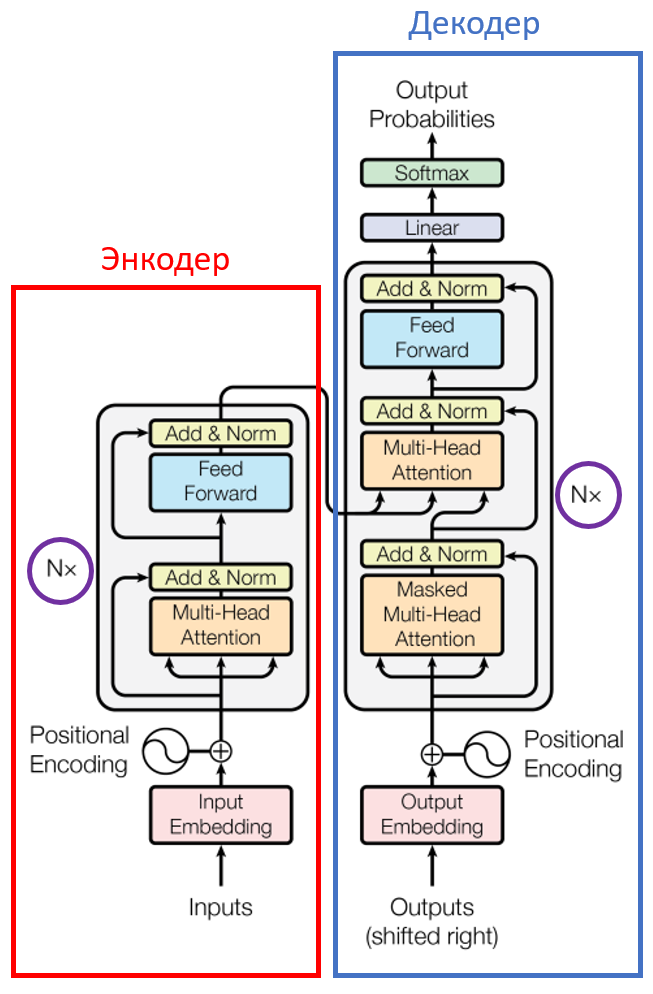 Декодер
Output
Probabilities
Softmax
Linear
Add & Norm
Feed
Forward
Add & Norm
Multi-Head
Attention
Add & Norm
Masked
Multi-Head
Attention
N×
Positional
Encoding
Output
Embedding
Outputs
(shifted right)
Энкодер
Add & Norm
Feed
Forward
Add & Norm
Multi-Head
Attention
N×
Positional
Encoding
Input
Embedding
Inputs